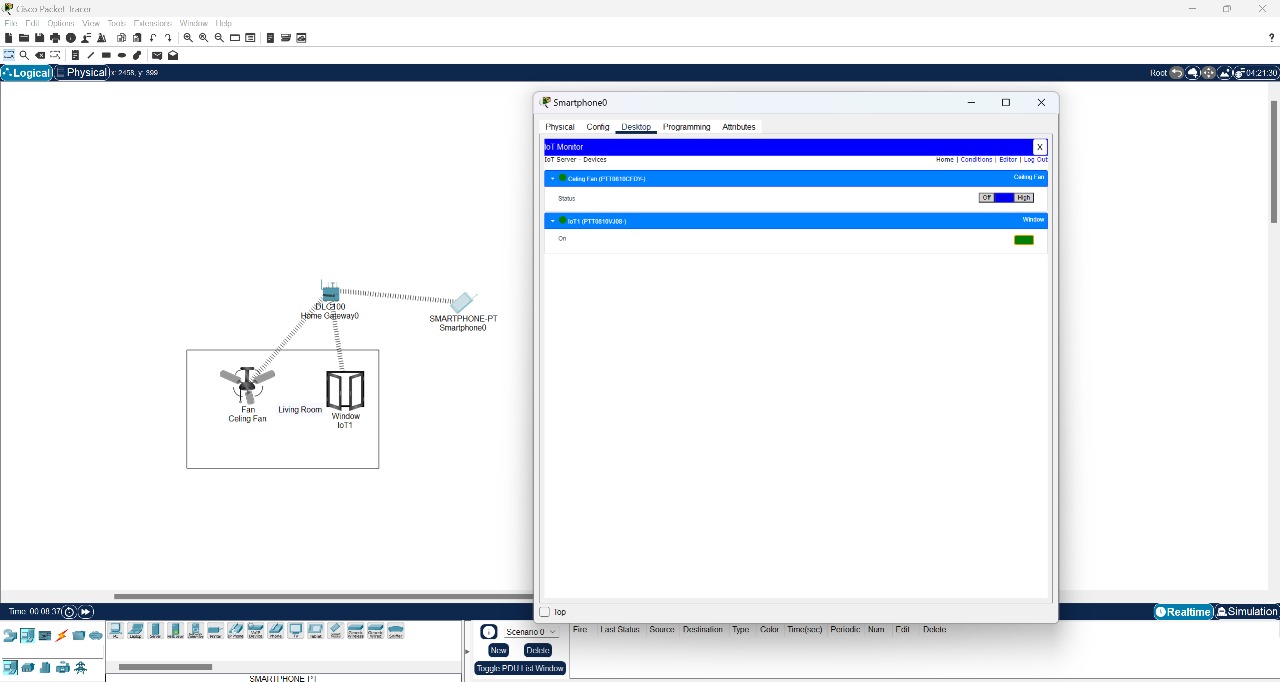 Cisco Packet Tracer
File Edit Options View Tools Extensions Window Help
?
Logical Physical x: 2458, y: 399
Root 04:21:30
Smartphone0
Physical Config Desktop Programming Attributes
IoT Monitor X
IoT Server - Devices Home | Conditions | Editor | Log Out
Celing Fan (PTT0810CFDY-) Ceiling Fan
Status Off High
IoT1 (PTT0810VJ08-) Window
On
DLC100
Home Gateway0
SMARTPHONE-PT
Smartphone0
Fan
Celing Fan
Living Room
Window
IoT1
Top
Time: 00:08:37 Realtime Simulation
Scenario 0
New Delete
Toggle PDU List Window
Fire Last Status Source Destination Type Color Time(sec) Periodic Num Edit Delete
SMARTPHONE-PT